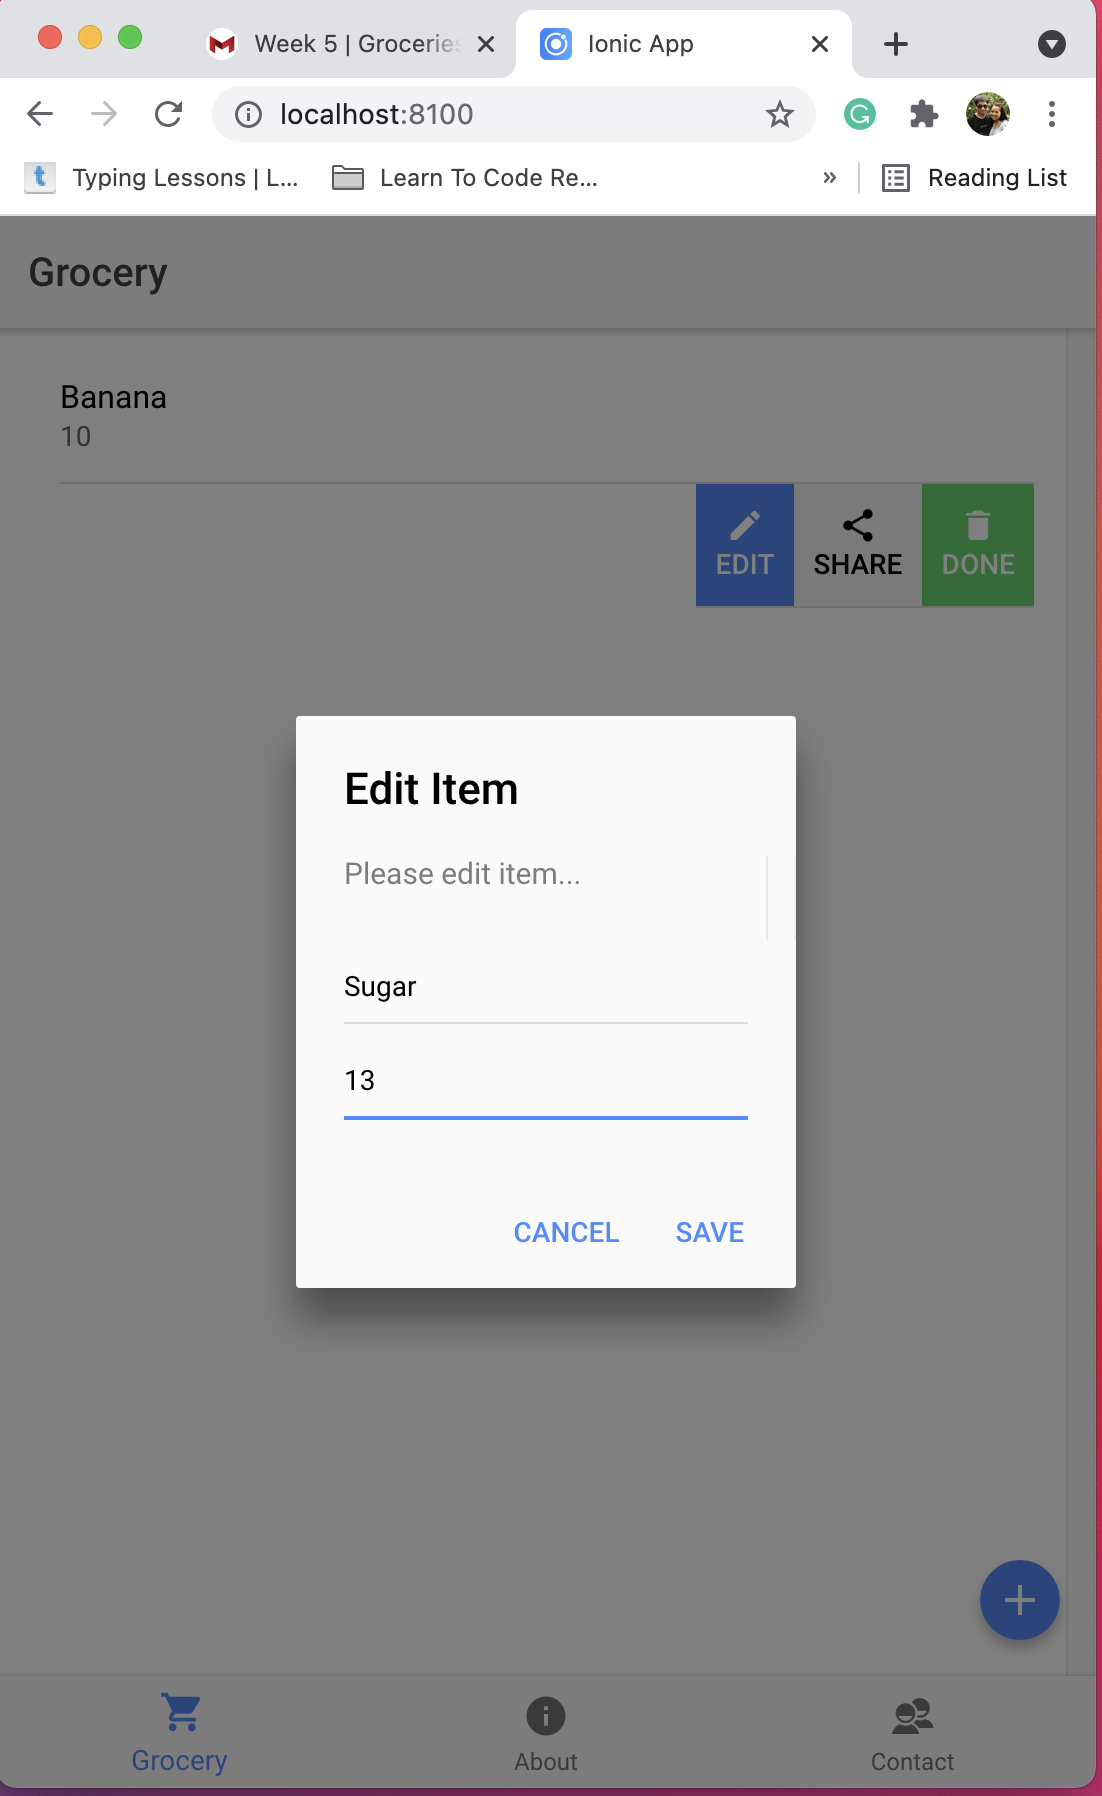 Week 5 | Groceries
Ionic App
localhost:8100
Typing Lessons | L...
Learn To Code Re...
»
Reading List
Grocery
Banana
10
EDIT
SHARE
DONE
Edit Item
Please edit item...
Sugar
13
CANCEL
SAVE
Grocery
About
Contact